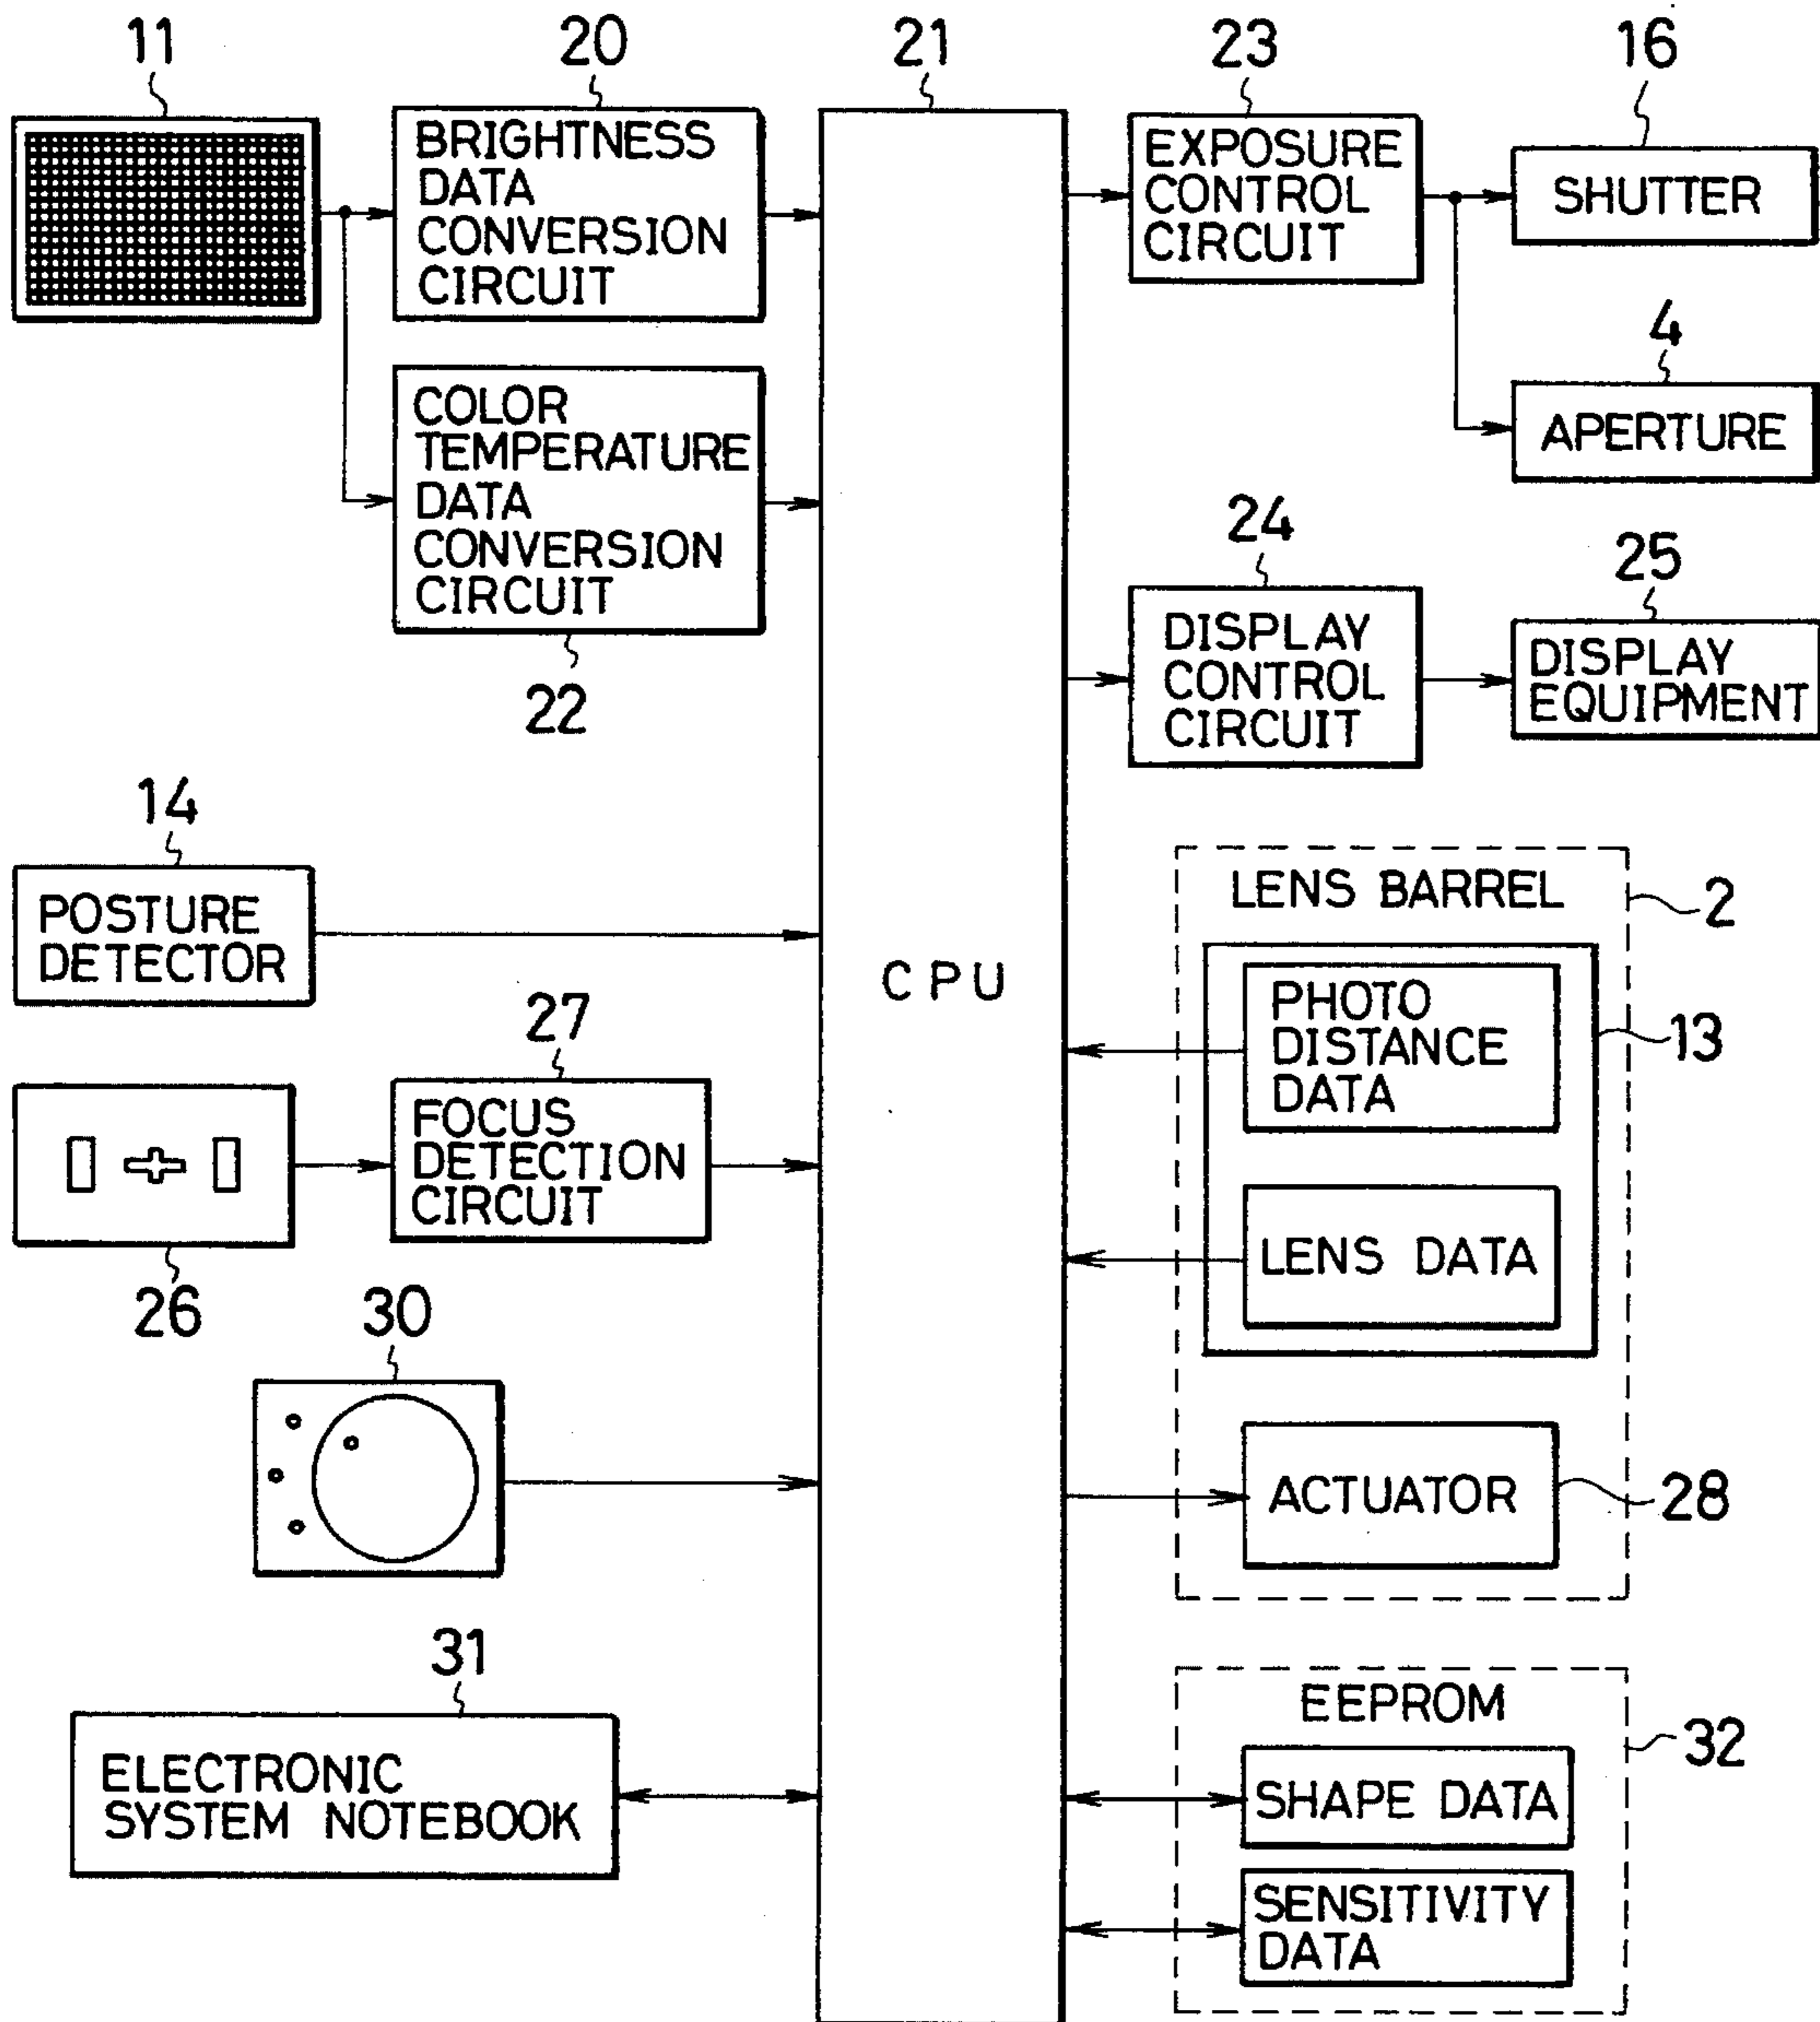 11
20
21
23
16
BRIGHTNESS
DATA
CONVERSION
CIRCUIT
EXPOSURE
CONTROL
CIRCUIT
SHUTTER
4
APERTURE
COLOR
TEMPERATURE
DATA
CONVERSION
CIRCUIT
22
24
25
DISPLAY
CONTROL
CIRCUIT
DISPLAY
EQUIPMENT
14
POSTURE
DETECTOR
CPU
LENS BARREL
2
PHOTO
DISTANCE
DATA
13
27
FOCUS
DETECTION
CIRCUIT
26
LENS DATA
30
ACTUATOR
28
31
ELECTRONIC
SYSTEM NOTEBOOK
EEPROM
32
SHAPE DATA
SENSITIVITY
DATA